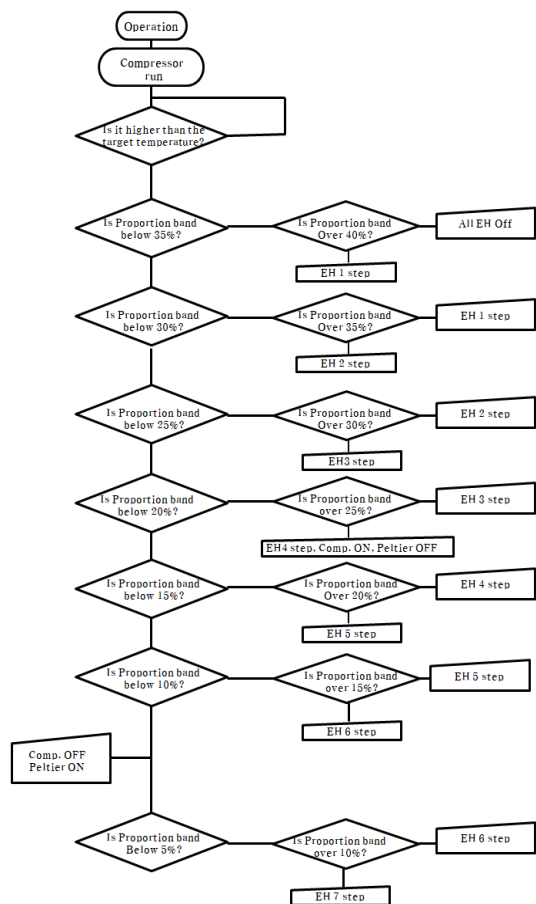 Operation
Compressor
run
Is it higher than the
target temperature?
Is Proportion band
below 35%?
Is Proportion band
Over 40%?
All EH Off
EH 1 step
Is Proportion band
below 30%?
Is Proportion band
Over 35%?
EH 1 step
EH 2 step
Is Proportion band
below 25%?
Is Proportion band
Over 30%?
EH 2 step
EH3 step
Is Proportion band
below 20%?
Is Proportion band
over 25%?
EH 3 step
EH4 step, Comp. ON, Peltier OFF
Is Proportion band
below 15%?
Is Proportion band
Over 20%?
EH 4 step
EH 5 step
Is Proportion band
below 10%?
Is Proportion band
over 15%?
EH 5 step
EH 6 step
Comp. OFF
Peltier ON
Is Proportion band
Below 5%?
Is Proportion band
over 10%?
EH 6 step
EH 7 step